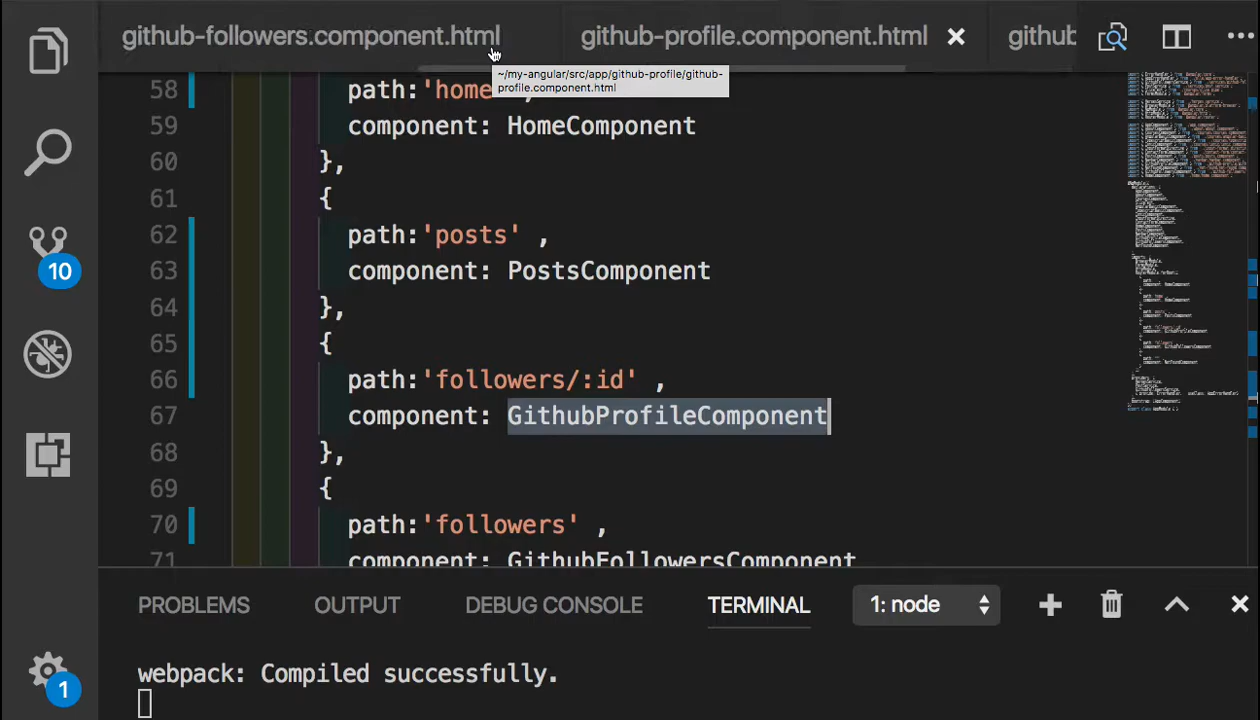 github-followers.component.html
github-profile.component.html
github
~/my-angular/src/app/github-profile/github-
profile.component.html
58 path:'home ,
59 component: HomeComponent
60 },
61 {
62 path:'posts' ,
63 component: PostsComponent
64 },
65 {
66 path:'followers/:id' ,
67 component: GithubProfileComponent
68 },
69 {
70 path:'followers' ,
71 component: GithubFollowersComponent
10
1
PROBLEMS
OUTPUT
DEBUG CONSOLE
TERMINAL
1: node
webpack: Compiled successfully.